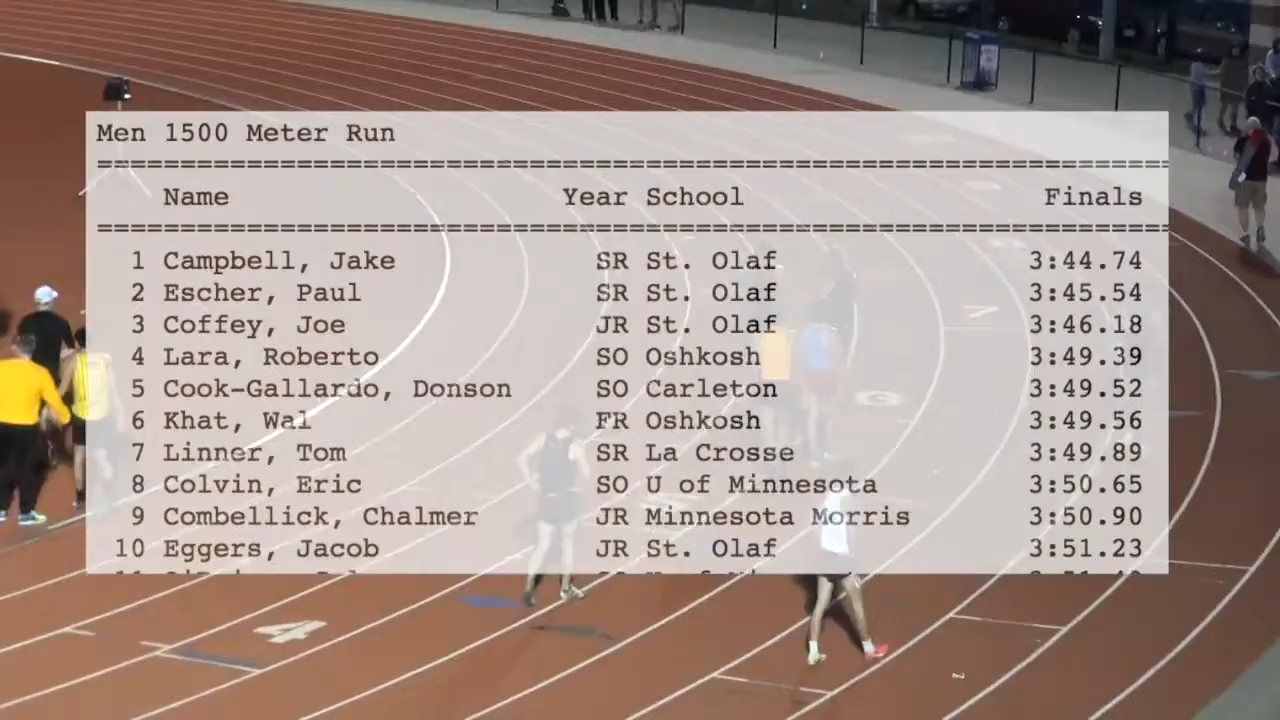 Men 1500 Meter Run
================================================================
Name Year School Finals
================================================================
1 Campbell, Jake SR St. Olaf 3:44.74
2 Escher, Paul SR St. Olaf 3:45.54
3 Coffey, Joe JR St. Olaf 3:46.18
4 Lara, Roberto SO Oshkosh 3:49.39
5 Cook-Gallardo, Donson SO Carleton 3:49.52
6 Khat, Wal FR Oshkosh 3:49.56
7 Linner, Tom SR La Crosse 3:49.89
8 Colvin, Eric SO U of Minnesota 3:50.65
9 Combellick, Chalmer JR Minnesota Morris 3:50.90
10 Eggers, Jacob JR St. Olaf 3:51.23
4